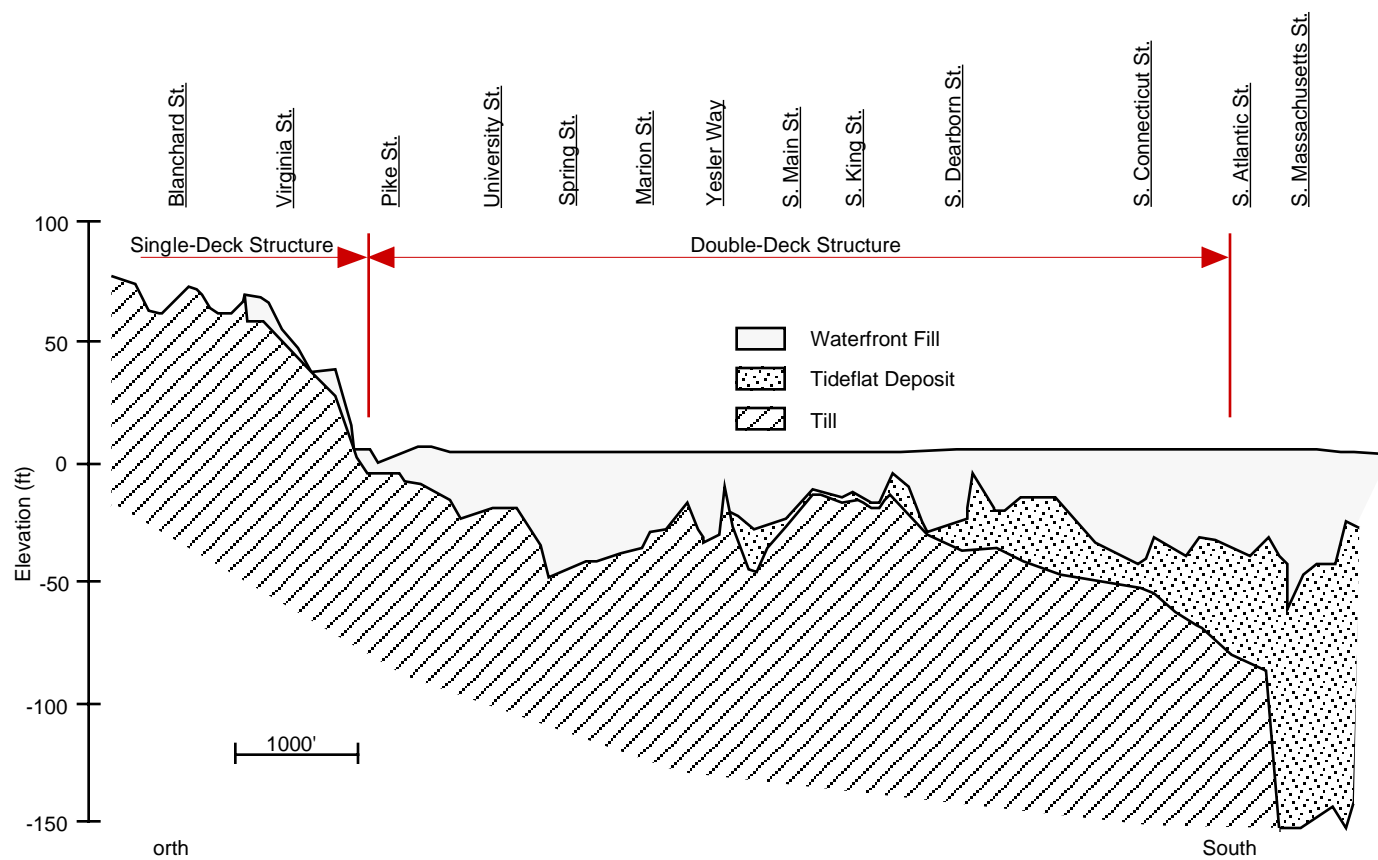 Blanchard St.
Virginia St.
Pike St.
University St.
Spring St.
Marion St.
Yesler Way
S. Main St.
S. King St.
S. Dearborn St.
S. Connecticut St.
S. Atlantic St.
S. Massachusetts St.
Single-Deck Structure
Double-Deck Structure
Elevation (ft)
100
50
0
-50
-100
-150
Waterfront Fill
Tideflat Deposit
Till
1000'
orth
South